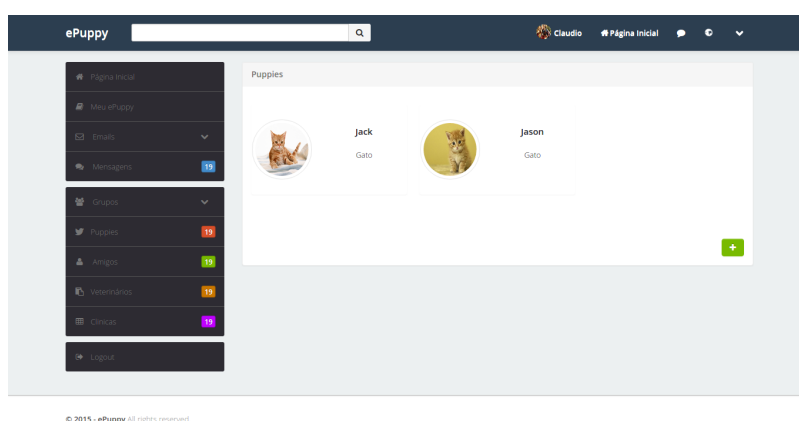 ePuppy
Claudio
Página Inicial
Página Inicial
Meu ePuppy
Emails
Mensagens 19
Grupos
Puppies 19
Amigos 19
Veterinários 19
Clinicas 19
Logout
Puppies
Jack
Gato
Jason
Gato
+
© 2015 - ePuppy All rights reserved